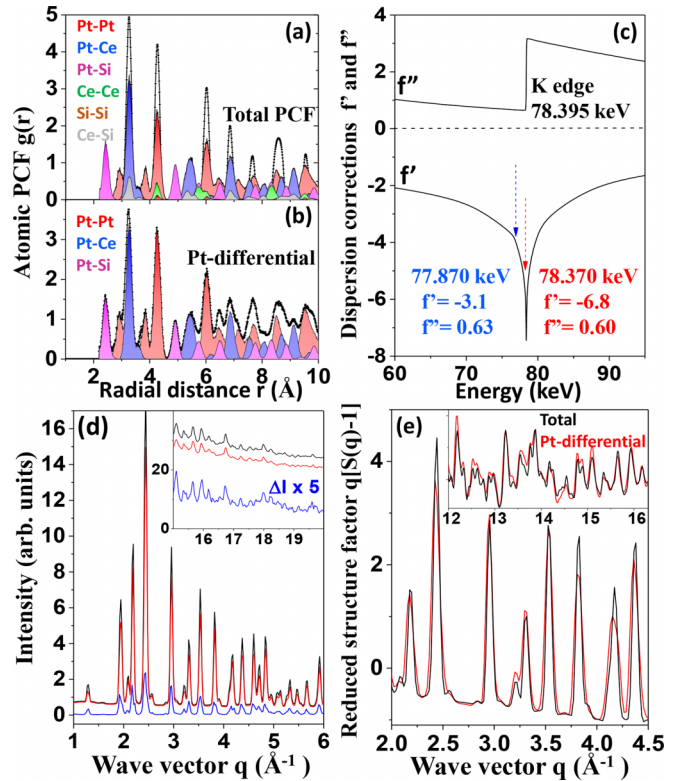 (a)
Pt-Pt
Pt-Ce
Pt-Si
Ce-Ce
Si-Si
Ce-Si
Total PCF
5
4
3
2
1
0
Atomic PCF g(r)
(b)
Pt-Pt
Pt-Ce
Pt-Si
Pt-differential
3
2
1
0
2
4
6
8
10
Radial distance r (Å)
(c)
f”
K edge
78.395 keV
f’
77.870 keV
f’= -3.1
f”= 0.63
78.370 keV
f’= -6.8
f”= 0.60
Dispersion corrections f’ and f”
4
2
0
-2
-4
-6
-8
60
70
80
90
Energy (keV)
(d)
16
14
12
10
8
6
4
2
0
Intensity (arb. units)
20
0
ΔI x 5
16
17
18
19
1
2
3
4
5
6
Wave vector q (Å-1)
(e)
Total
Pt-differential
12
13
14
15
16
Reduced structure factor q[S(q)-1]
4
2
0
2.0
2.5
3.0
3.5
4.0
4.5
Wave vector q (Å-1)